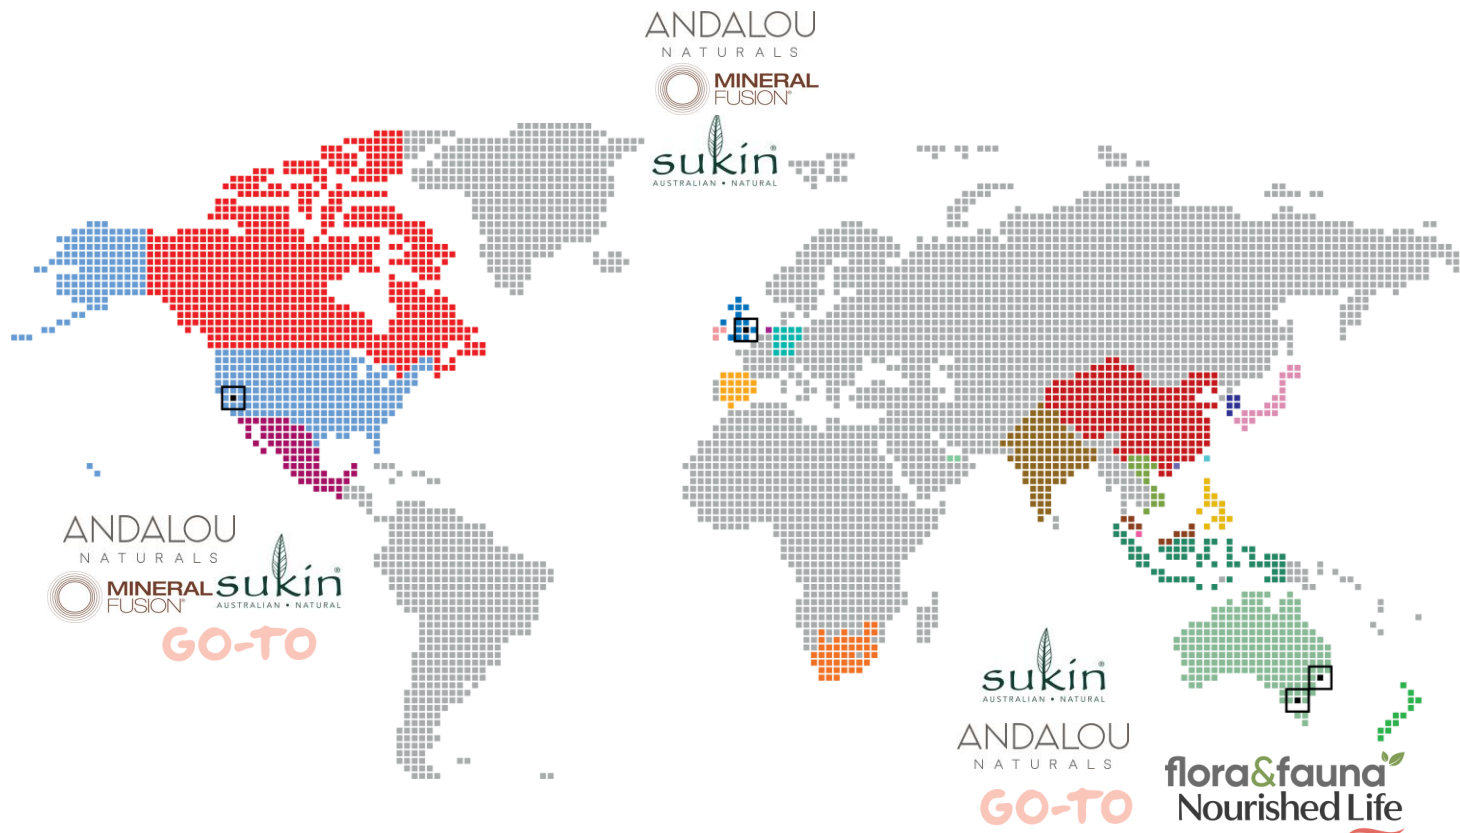 ANDALOU
NATURALS
MINERAL
FUSION®
sukin®
AUSTRALIAN • NATURAL
ANDALOU
NATURALS
MINERAL
FUSION®
sukin®
AUSTRALIAN • NATURAL
GO-TO
sukin®
AUSTRALIAN • NATURAL
ANDALOU
NATURALS
GO-TO
flora&fauna
Nourished Life